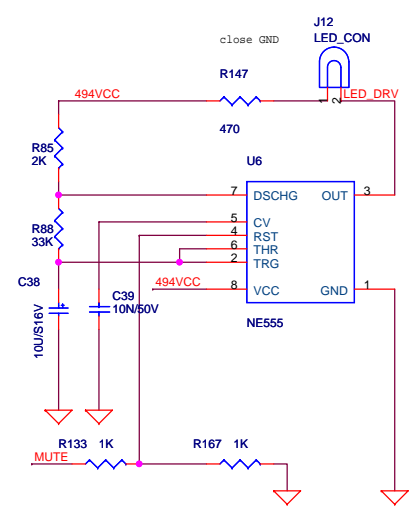 J12
close GND
LED_CON
R147
494VCC
1
2
LED_DRV
470
R85
2K
U6
7
DSCHG
OUT
3
R88
33K
5
CV
4
RST
6
THR
2
TRG
C38
10U/S16V
C39
10N/50V
494VCC
8
VCC
GND
1
NE555
R133 1K
R167 1K
MUTE